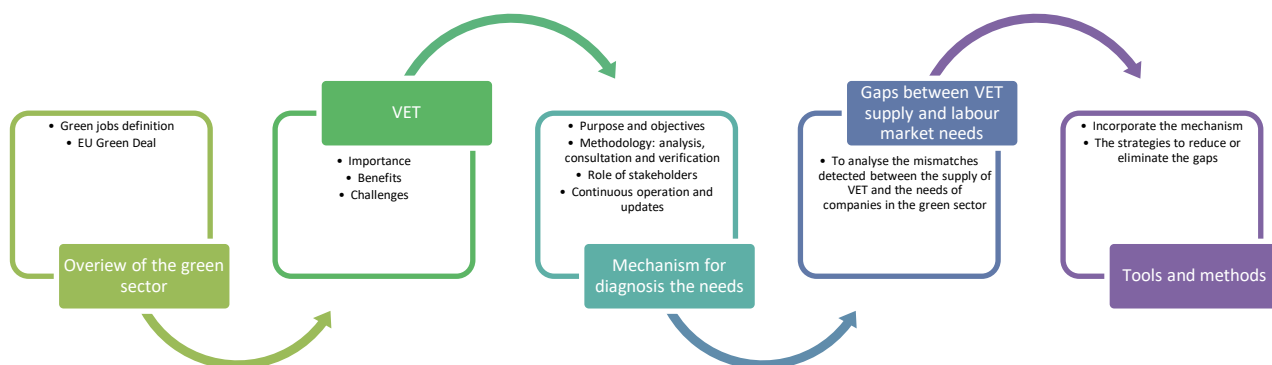 • Green jobs definition
• EU Green Deal
Overiew of the green
sector
VET
• Importance
• Benefits
• Challenges
• Purpose and objectives
• Methodology: analysis,
consultation and verification
• Role of stakeholders
• Continuous operation and
updates
Mechanism for
diagnosis the needs
Gaps between VET
supply and labour
market needs
• To analyse the mismatches
detected between the supply of
VET and the needs of
companies in the green sector
• Incorporate the mechanism
• The strategies to reduce or
eliminate the gaps
Tools and methods